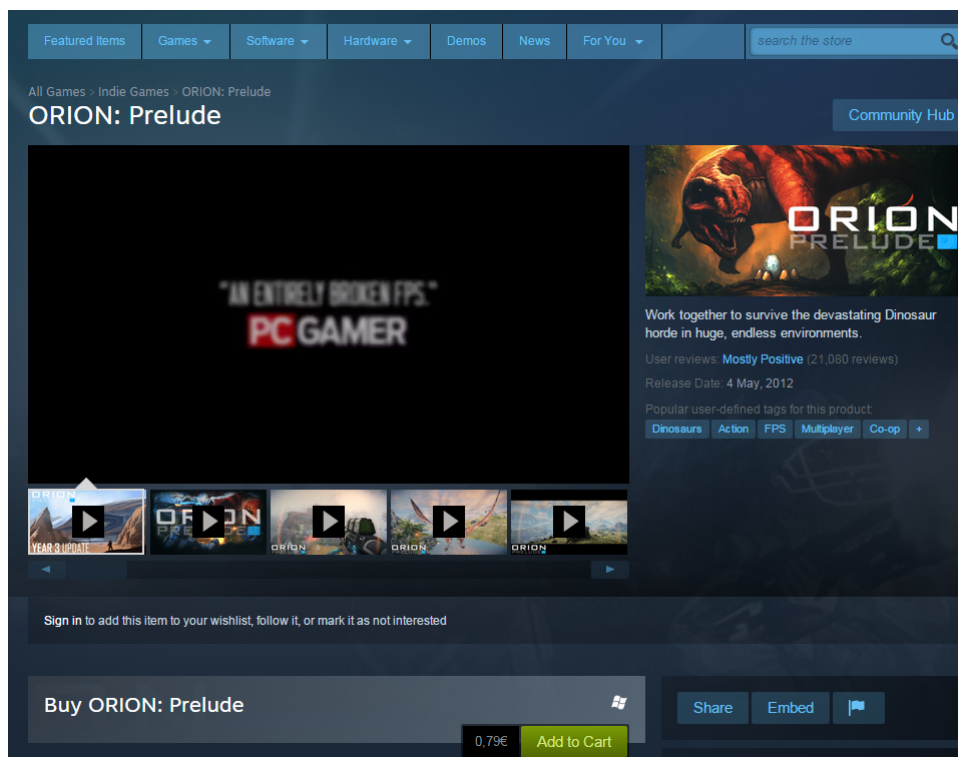 Featured Items Games Software Hardware Demos News For You search the store
All Games > Indie Games > ORION: Prelude
ORION: Prelude
Community Hub
"AN ENTIRELY BROKEN FPS."
PC GAMER
ORION
PRELUDE
Work together to survive the devastating Dinosaur
horde in huge, endless environments.
User reviews: Mostly Positive (21,080 reviews)
Release Date: 4 May, 2012
Popular user-defined tags for this product:
Dinosaurs Action FPS Multiplayer Co-op +
ORION
YEAR 3 UPDATE
ORION
PRELUDE
ORION
ORION
ORION
Sign in to add this item to your wishlist, follow it, or mark it as not interested
Buy ORION: Prelude
0,79€ Add to Cart
Share Embed